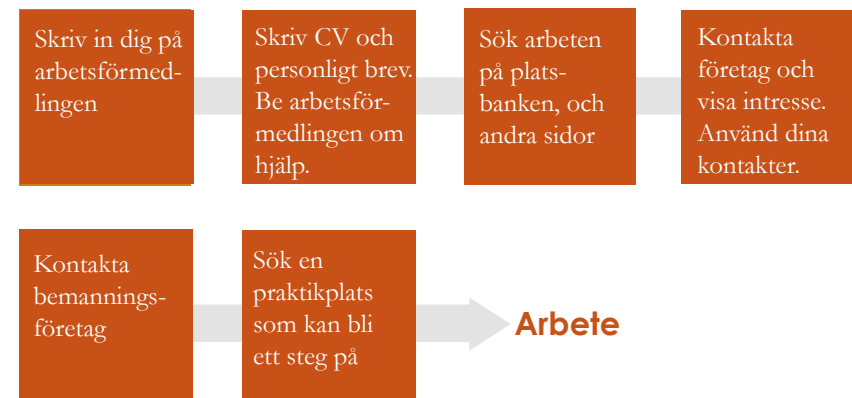 Skriv in dig på
arbetsförmed-
lingen
Skriv CV och
personligt brev.
Be arbetsför-
medlingen om
hjälp.
Sök arbeten
på plats-
banken, och
andra sidor
Kontakta
företag och
visa intresse.
Använd dina
kontakter.
Kontakta
bemannings-
företag
Sök en
praktikplats
som kan bli
ett steg på
Arbete